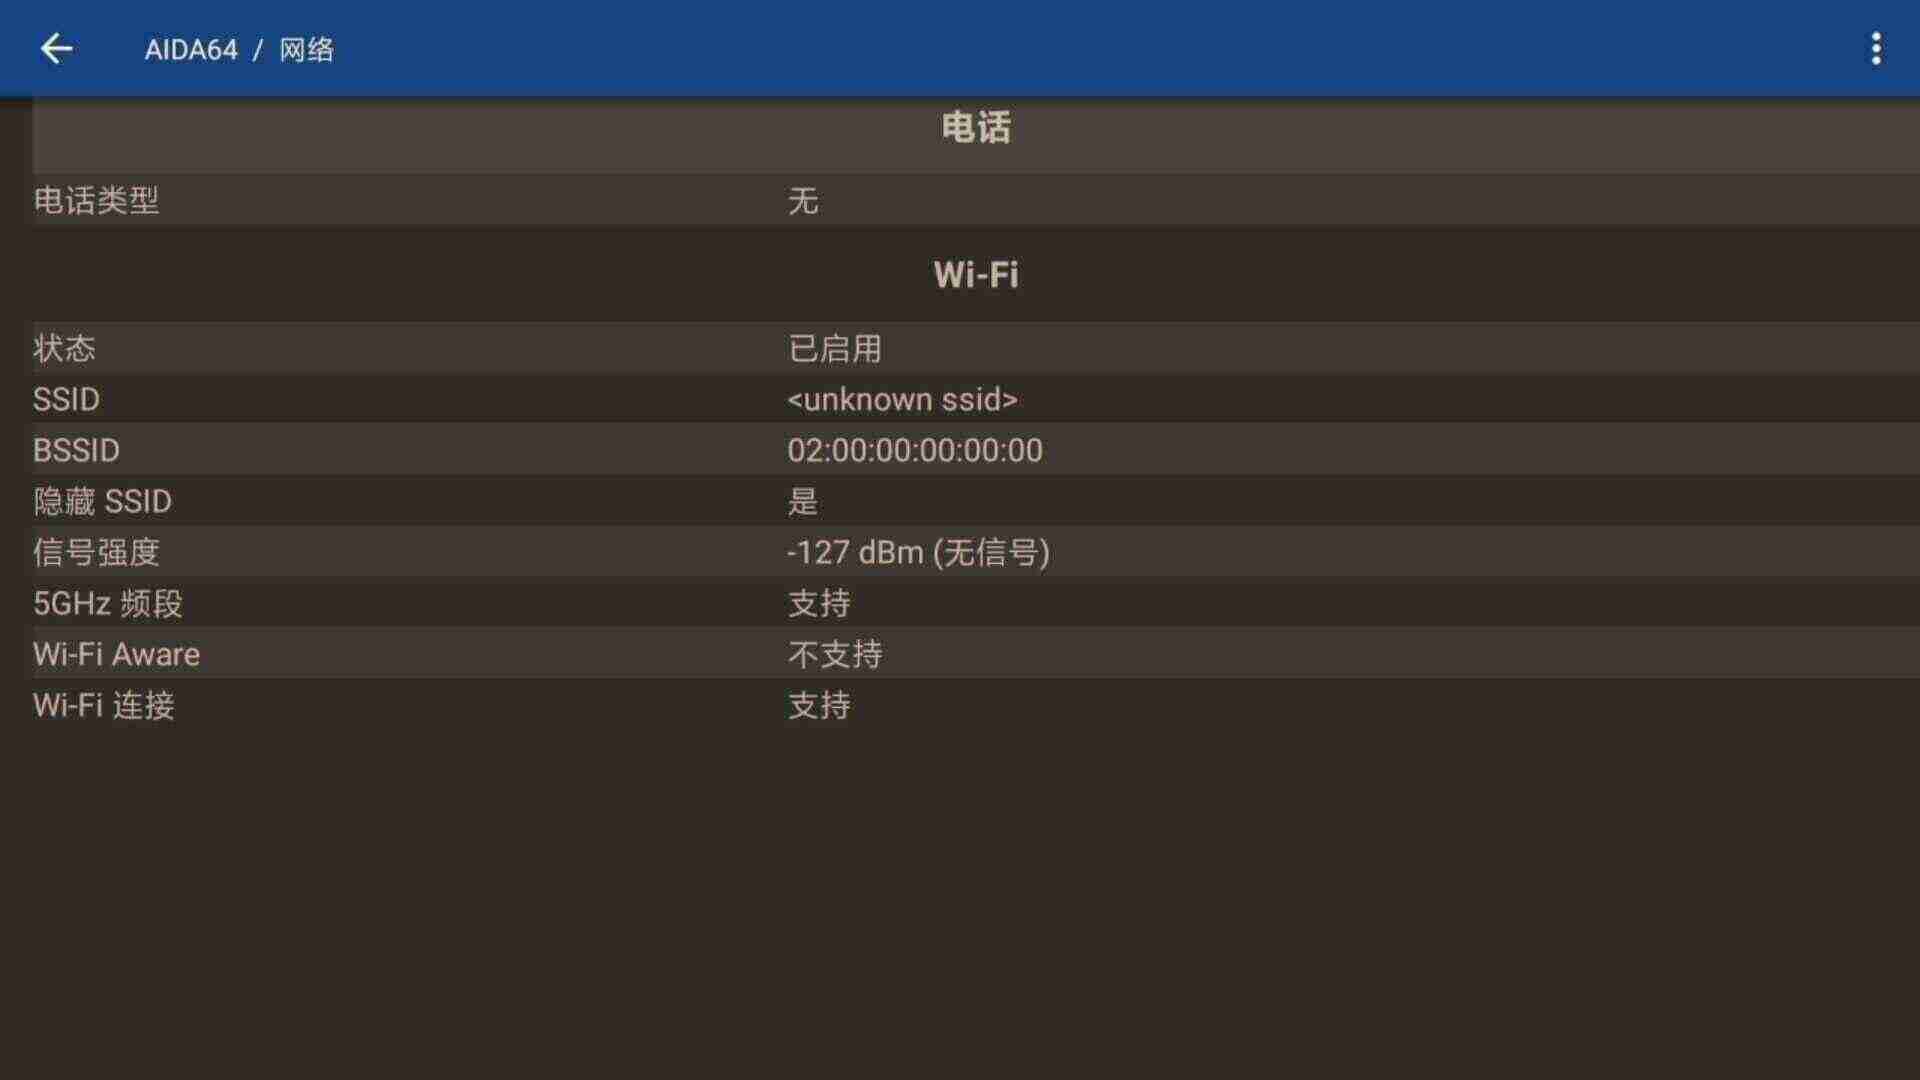 AIDA64 / 网络
电话
电话类型 无
Wi-Fi
状态 已启用
SSID <unknown ssid>
BSSID 02:00:00:00:00:00
隐藏 SSID 是
信号强度 -127 dBm (无信号)
5GHz 频段 支持
Wi-Fi Aware 不支持
Wi-Fi 连接 支持